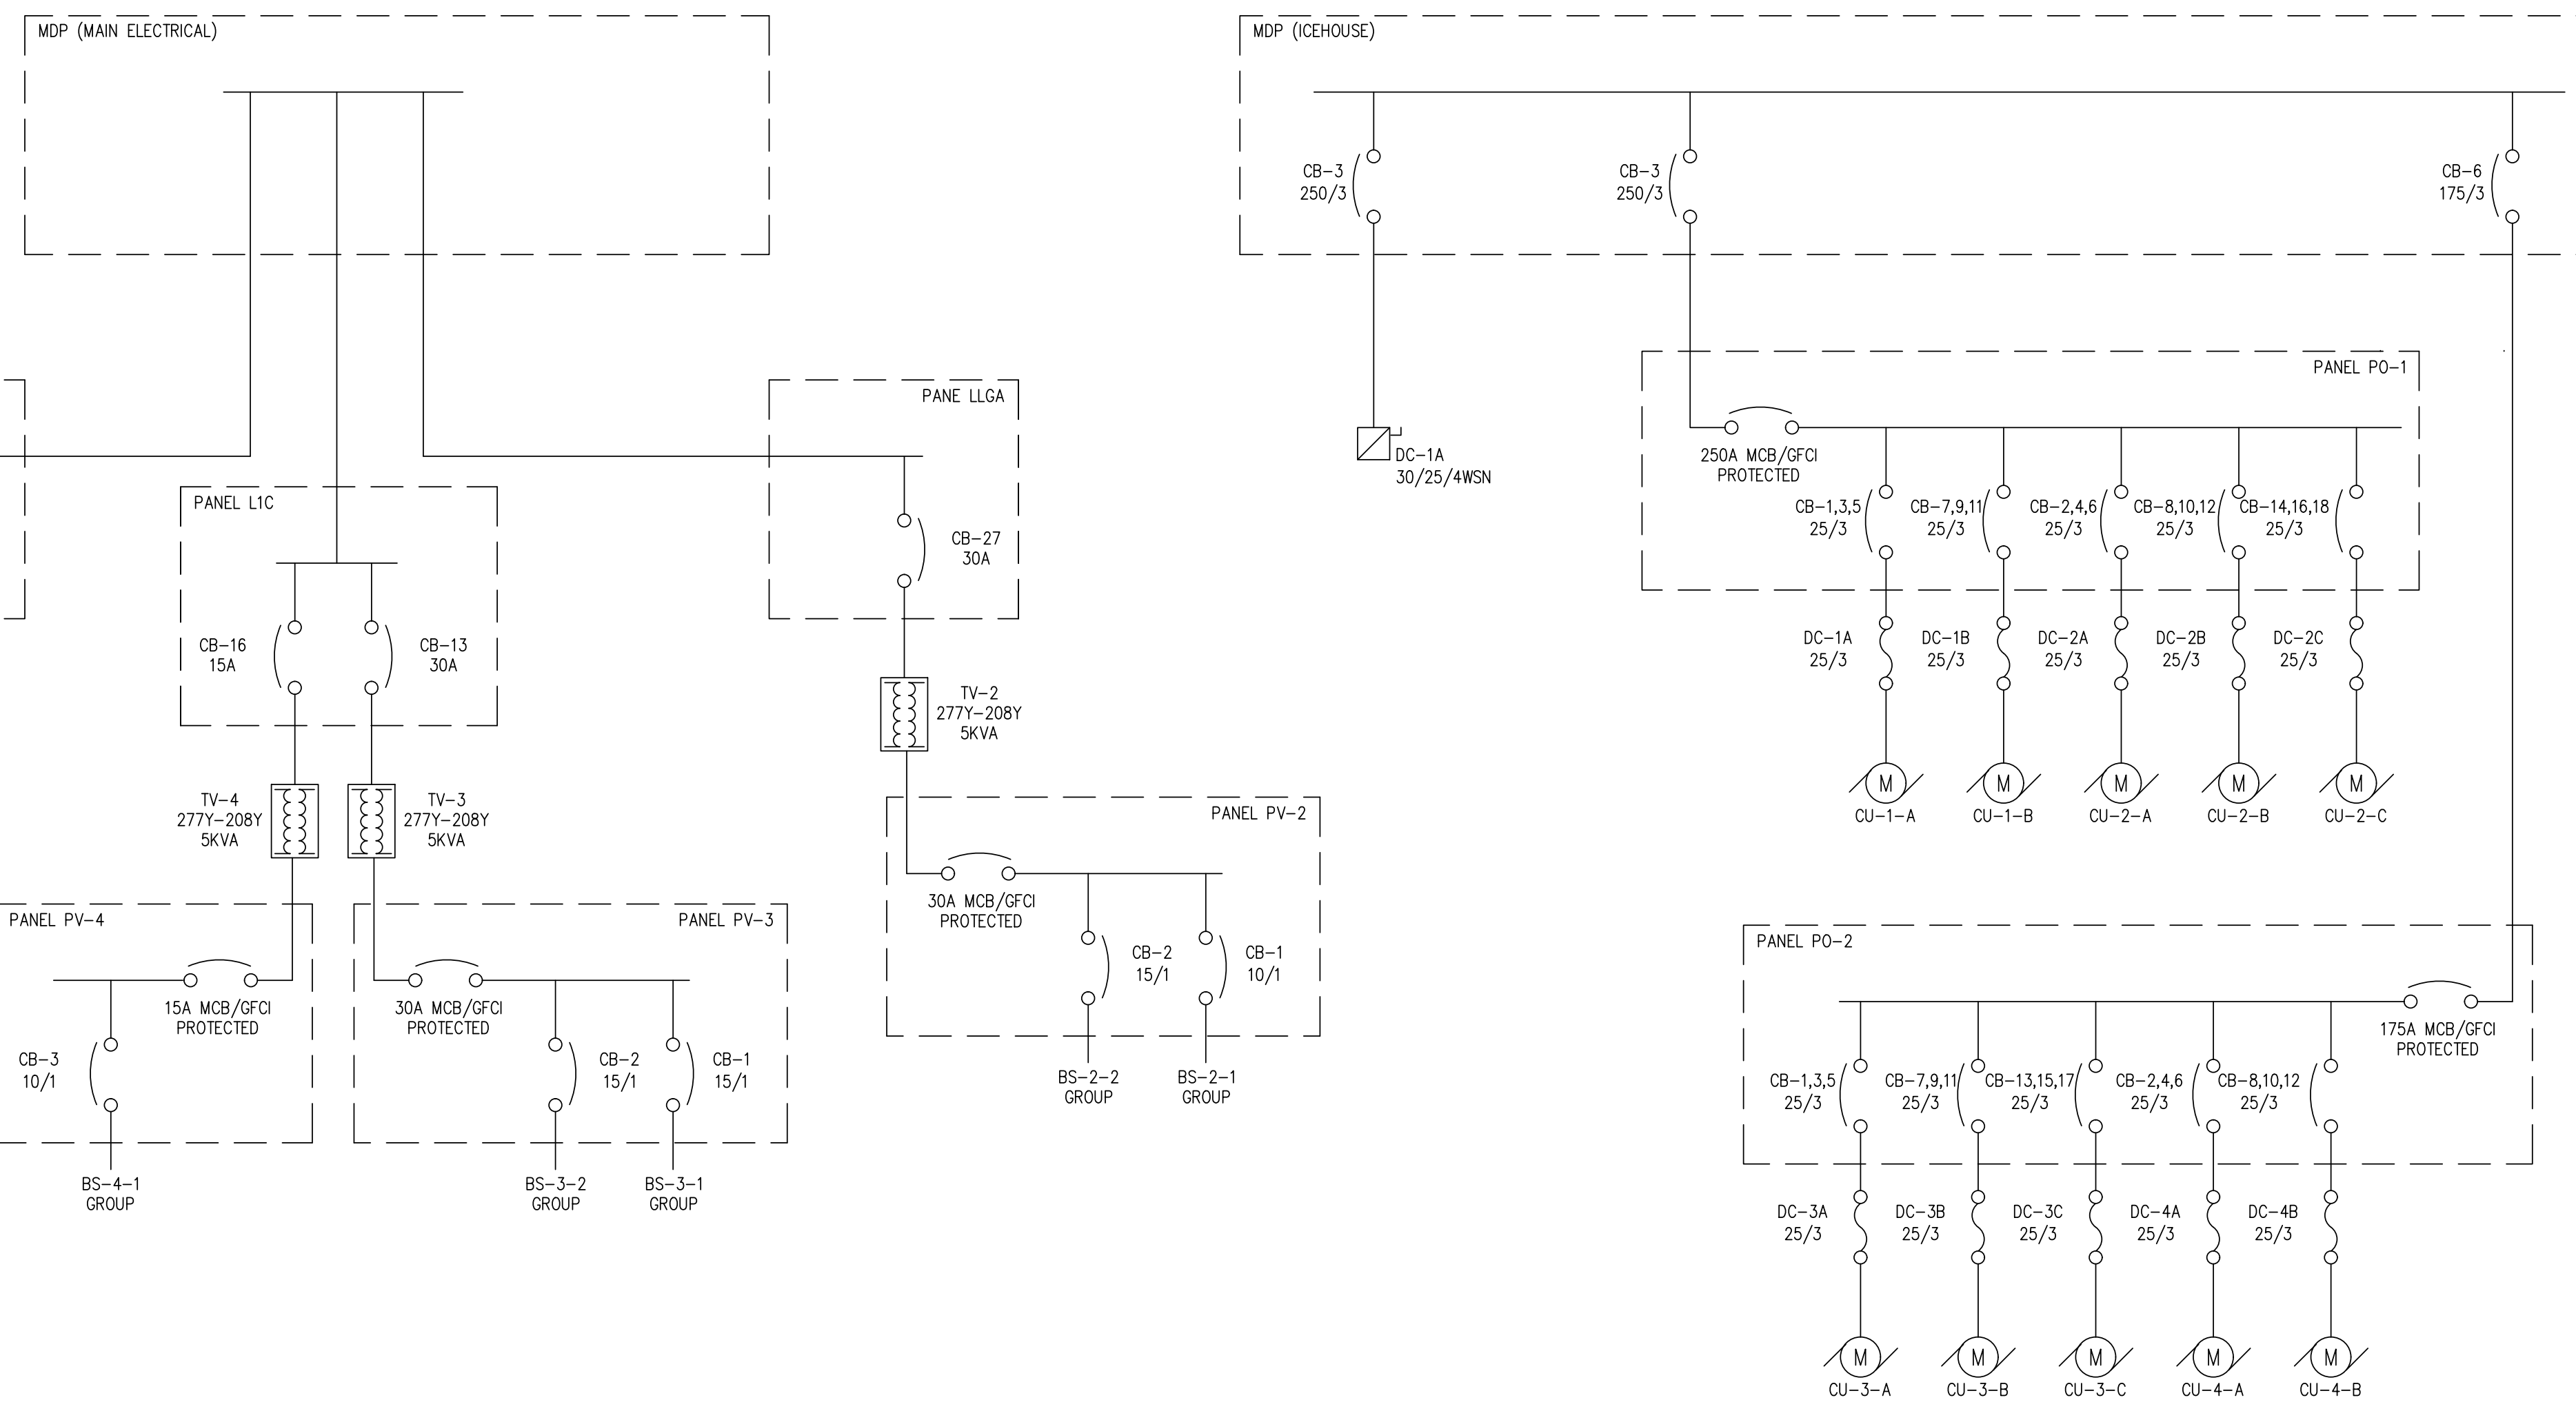 MDP (MAIN ELECTRICAL)
MDP (ICEHOUSE)
CB-3
250/3
CB-3
250/3
CB-6
175/3
PANE LLGA
CB-27
30A
PANEL L1C
CB-16
15A
CB-13
30A
DC-1A
30/25/4WSN
PANEL PO-1
250A MCB/GFCI
PROTECTED
CB-1,3,5
25/3
CB-7,9,11
25/3
CB-2,4,6
25/3
CB-8,10,12
25/3
CB-14,16,18
25/3
DC-1A
25/3
DC-1B
25/3
DC-2A
25/3
DC-2B
25/3
DC-2C
25/3
M
M
M
M
M
CU-1-A
CU-1-B
CU-2-A
CU-2-B
CU-2-C
TV-2
277Y-208Y
5KVA
TV-4
277Y-208Y
5KVA
TV-3
277Y-208Y
5KVA
PANEL PV-2
30A MCB/GFCI
PROTECTED
CB-2
15/1
CB-1
10/1
BS-2-2
GROUP
BS-2-1
GROUP
PANEL PV-4
15A MCB/GFCI
PROTECTED
CB-3
10/1
BS-4-1
GROUP
PANEL PV-3
30A MCB/GFCI
PROTECTED
CB-2
15/1
CB-1
15/1
BS-3-2
GROUP
BS-3-1
GROUP
PANEL PO-2
175A MCB/GFCI
PROTECTED
CB-1,3,5
25/3
CB-7,9,11
25/3
CB-13,15,17
25/3
CB-2,4,6
25/3
CB-8,10,12
25/3
DC-3A
25/3
DC-3B
25/3
DC-3C
25/3
DC-4A
25/3
DC-4B
25/3
M
M
M
M
M
CU-3-A
CU-3-B
CU-3-C
CU-4-A
CU-4-B